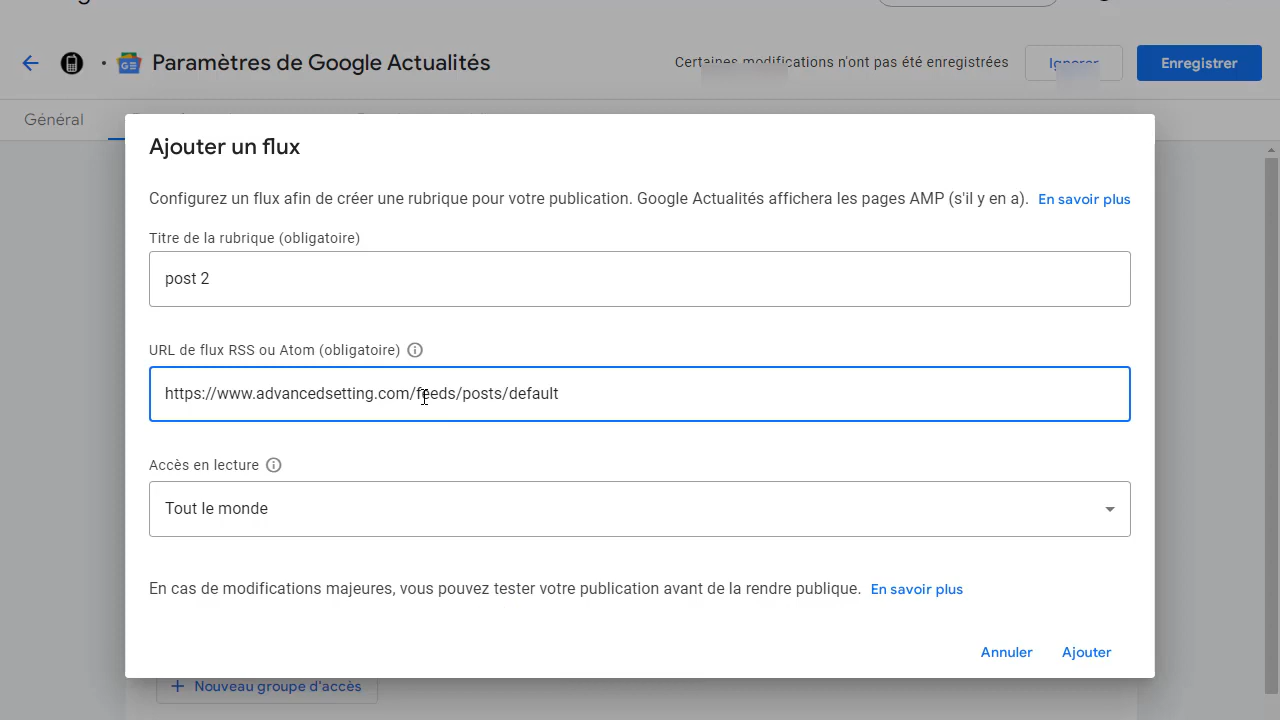 Paramètres de Google Actualités
Certaines modifications n'ont pas été enregistrées
Ignorer
Enregistrer
Général
Ajouter un flux
Configurez un flux afin de créer une rubrique pour votre publication. Google Actualités affichera les pages AMP (s'il y en a). En savoir plus
Titre de la rubrique (obligatoire)
post 2
URL de flux RSS ou Atom (obligatoire)
https://www.advancedsetting.com/feeds/posts/default
Accès en lecture
Tout le monde
En cas de modifications majeures, vous pouvez tester votre publication avant de la rendre publique. En savoir plus
Annuler
Ajouter
+ Nouveau groupe d'accès